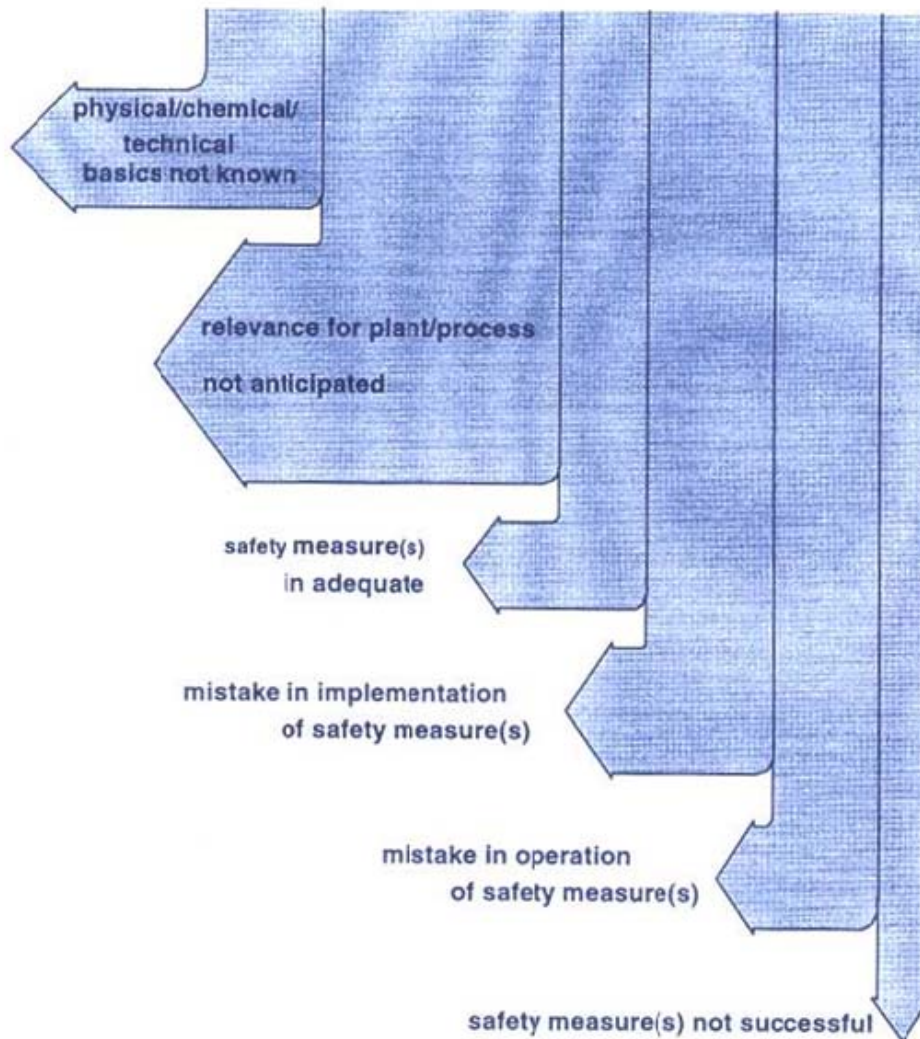 physical/chemical/
technical
basics not known
relevance for plant/process
not anticipated
safety measure(s)
in adequate
mistake in implementation
of safety measure(s)
mistake in operation
of safety measure(s)
safety measure(s) not successful